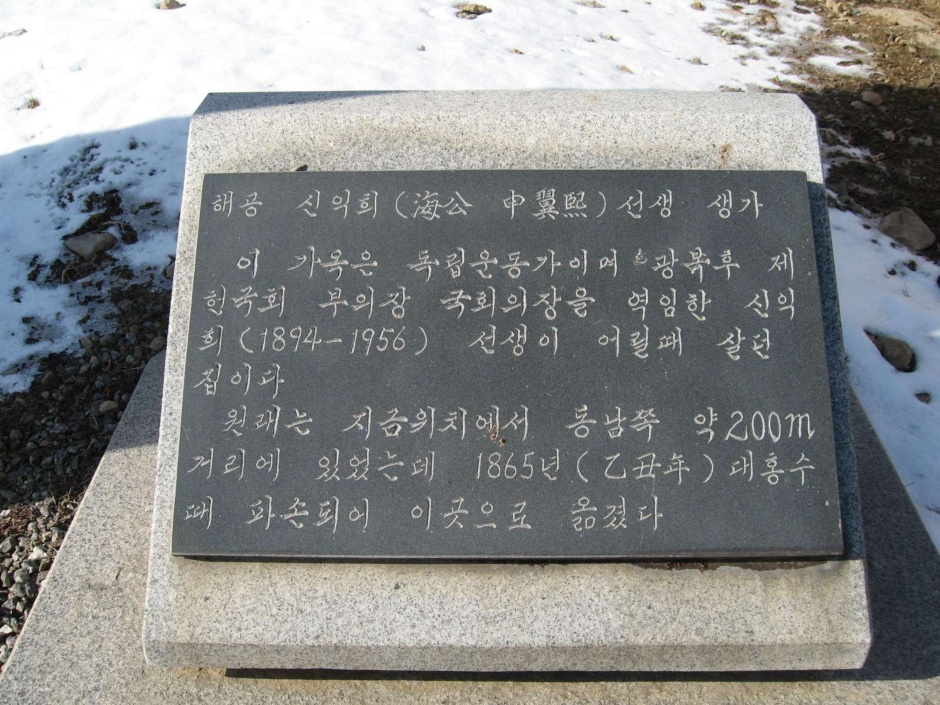 해공 신익희(海公 申翼熙)선생 생가
이 가옥은 독립운동가이며 광복후 제
헌국회 부의장 국회의장을 역임한 신익
희(1894-1956) 선생이 어릴때 살던
집이다
원래는 지금위치에서 동남쪽 약200m
거리에 있었는데 1865년(乙丑年)대홍수
때 파손되어 이곳으로 옮겼다